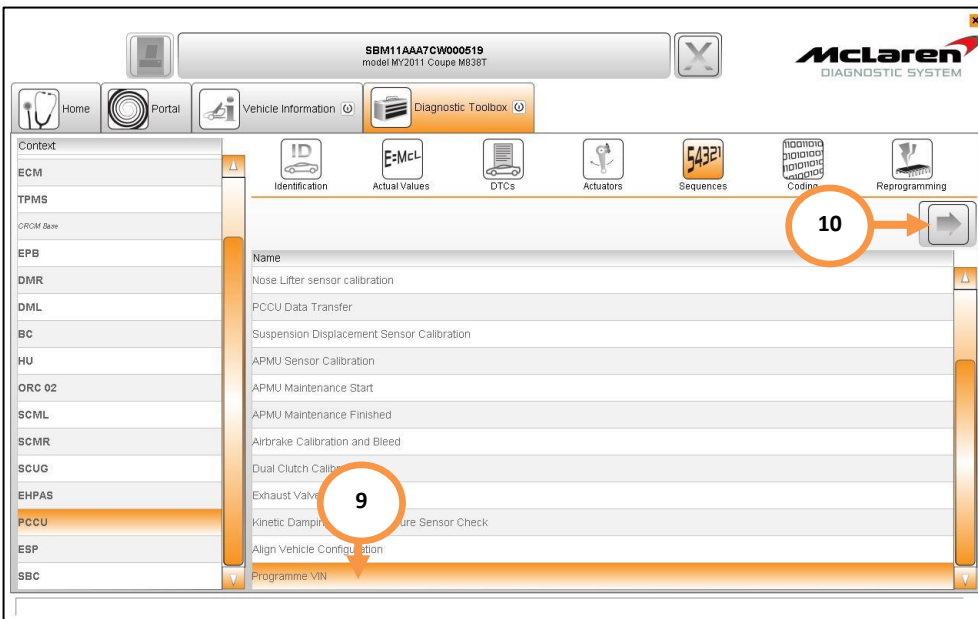 SBM11AAA7CW000519
model MY2011 Coupe M838T
McLaren
DIAGNOSTIC SYSTEM
Home
Portal
Vehicle Information
Diagnostic Toolbox
Context
ECM
TPMS
CRCM Base
EPB
DMR
DML
BC
HU
ORC 02
SCML
SCMR
SCUG
EHPAS
PCCU
ESP
SBC
ID
Identification
E=McL
Actual Values
DTCs
Actuators
54321
Sequences
Coding
Reprogramming
10
Name
Nose Lifter sensor calibration
PCCU Data Transfer
Suspension Displacement Sensor Calibration
APMU Sensor Calibration
APMU Maintenance Start
APMU Maintenance Finished
Airbrake Calibration and Bleed
Dual Clutch
Exhaust
9
Kinetic Sensor Check
Align Vehicle Configuration
Programme VIN